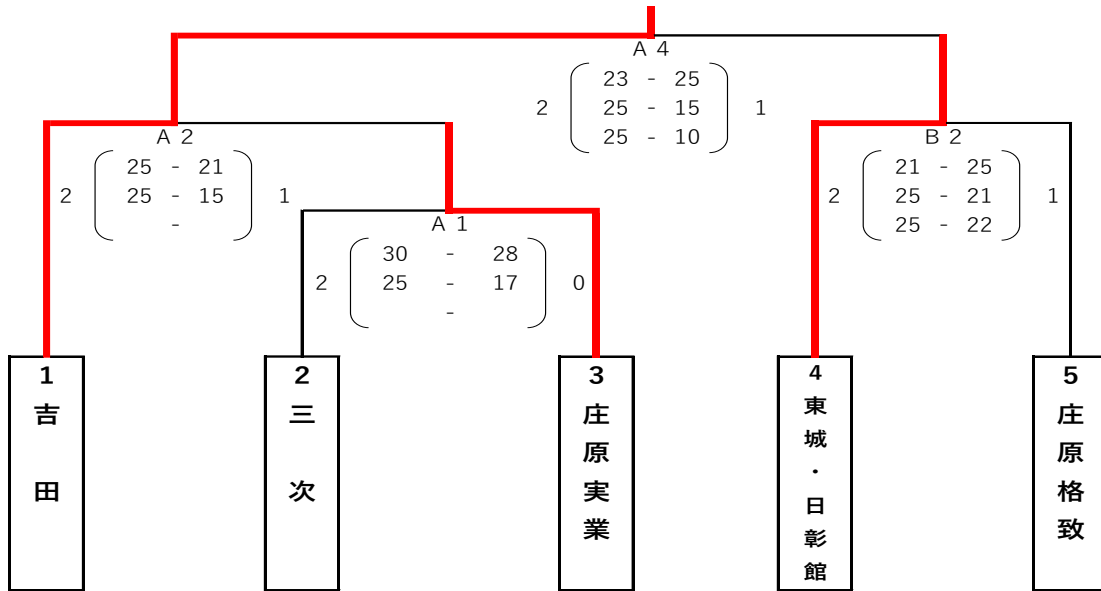 A 4
23 - 25
2 25 - 15 1
25 - 10
A 2
25 - 21
2 25 - 15 1
-
B 2
21 - 25
2 25 - 21 1
25 - 22
A 1
30 - 28
2 25 - 17 0
-
1 吉田
2 三次
3 庄原実業
4 東城・日彰館
5 庄原格致